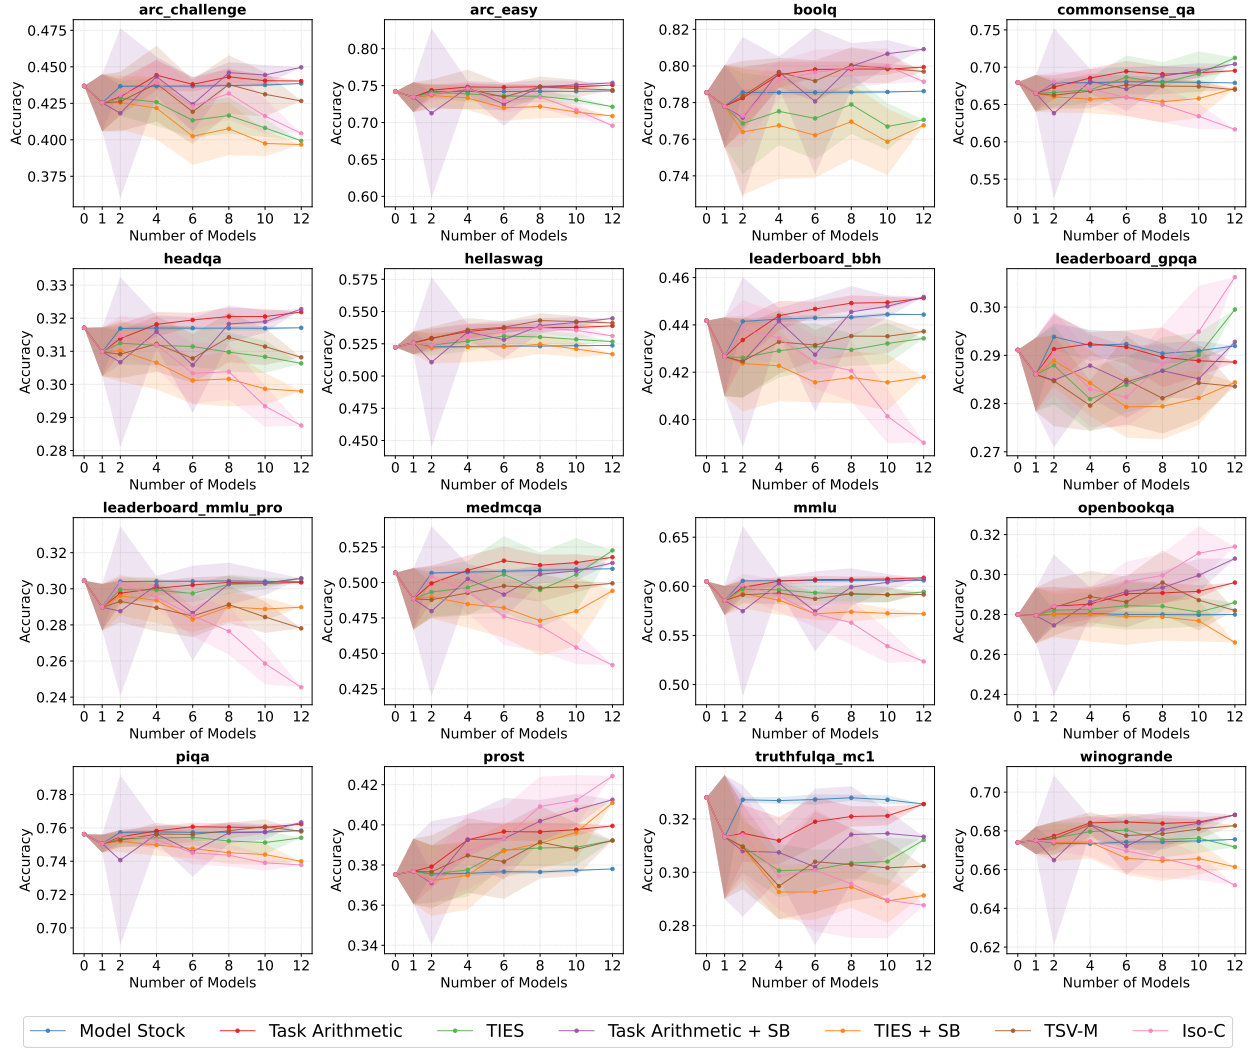 arc_challenge
0.475
0.450
0.425
0.400
0.375
Accuracy
0 1 2 4 6 8 10 12
Number of Models
arc_easy
0.80
0.75
0.70
0.65
0.60
Accuracy
0 1 2 4 6 8 10 12
Number of Models
boolq
0.82
0.80
0.78
0.76
0.74
Accuracy
0 1 2 4 6 8 10 12
Number of Models
commonsense_qa
0.75
0.70
0.65
0.60
0.55
Accuracy
0 1 2 4 6 8 10 12
Number of Models
headqa
0.33
0.32
0.31
0.30
0.29
0.28
Accuracy
0 1 2 4 6 8 10 12
Number of Models
hellaswag
0.575
0.550
0.525
0.500
0.475
0.450
Accuracy
0 1 2 4 6 8 10 12
Number of Models
leaderboard_bbh
0.46
0.44
0.42
0.40
Accuracy
0 1 2 4 6 8 10 12
Number of Models
leaderboard_gpqa
0.30
0.29
0.28
0.27
Accuracy
0 1 2 4 6 8 10 12
Number of Models
leaderboard_mmlu_pro
0.32
0.30
0.28
0.26
0.24
Accuracy
0 1 2 4 6 8 10 12
Number of Models
medmcqa
0.525
0.500
0.475
0.450
0.425
Accuracy
0 1 2 4 6 8 10 12
Number of Models
mmlu
0.65
0.60
0.55
0.50
Accuracy
0 1 2 4 6 8 10 12
Number of Models
openbookqa
0.32
0.30
0.28
0.26
0.24
Accuracy
0 1 2 4 6 8 10 12
Number of Models
piqa
0.78
0.76
0.74
0.72
0.70
Accuracy
0 1 2 4 6 8 10 12
Number of Models
prost
0.42
0.40
0.38
0.36
0.34
Accuracy
0 1 2 4 6 8 10 12
Number of Models
truthfulqa_mc1
0.32
0.30
0.28
Accuracy
0 1 2 4 6 8 10 12
Number of Models
winogrande
0.70
0.68
0.66
0.64
0.62
Accuracy
0 1 2 4 6 8 10 12
Number of Models
Model Stock Task Arithmetic TIES Task Arithmetic + SB TIES + SB TSV-M Iso-C